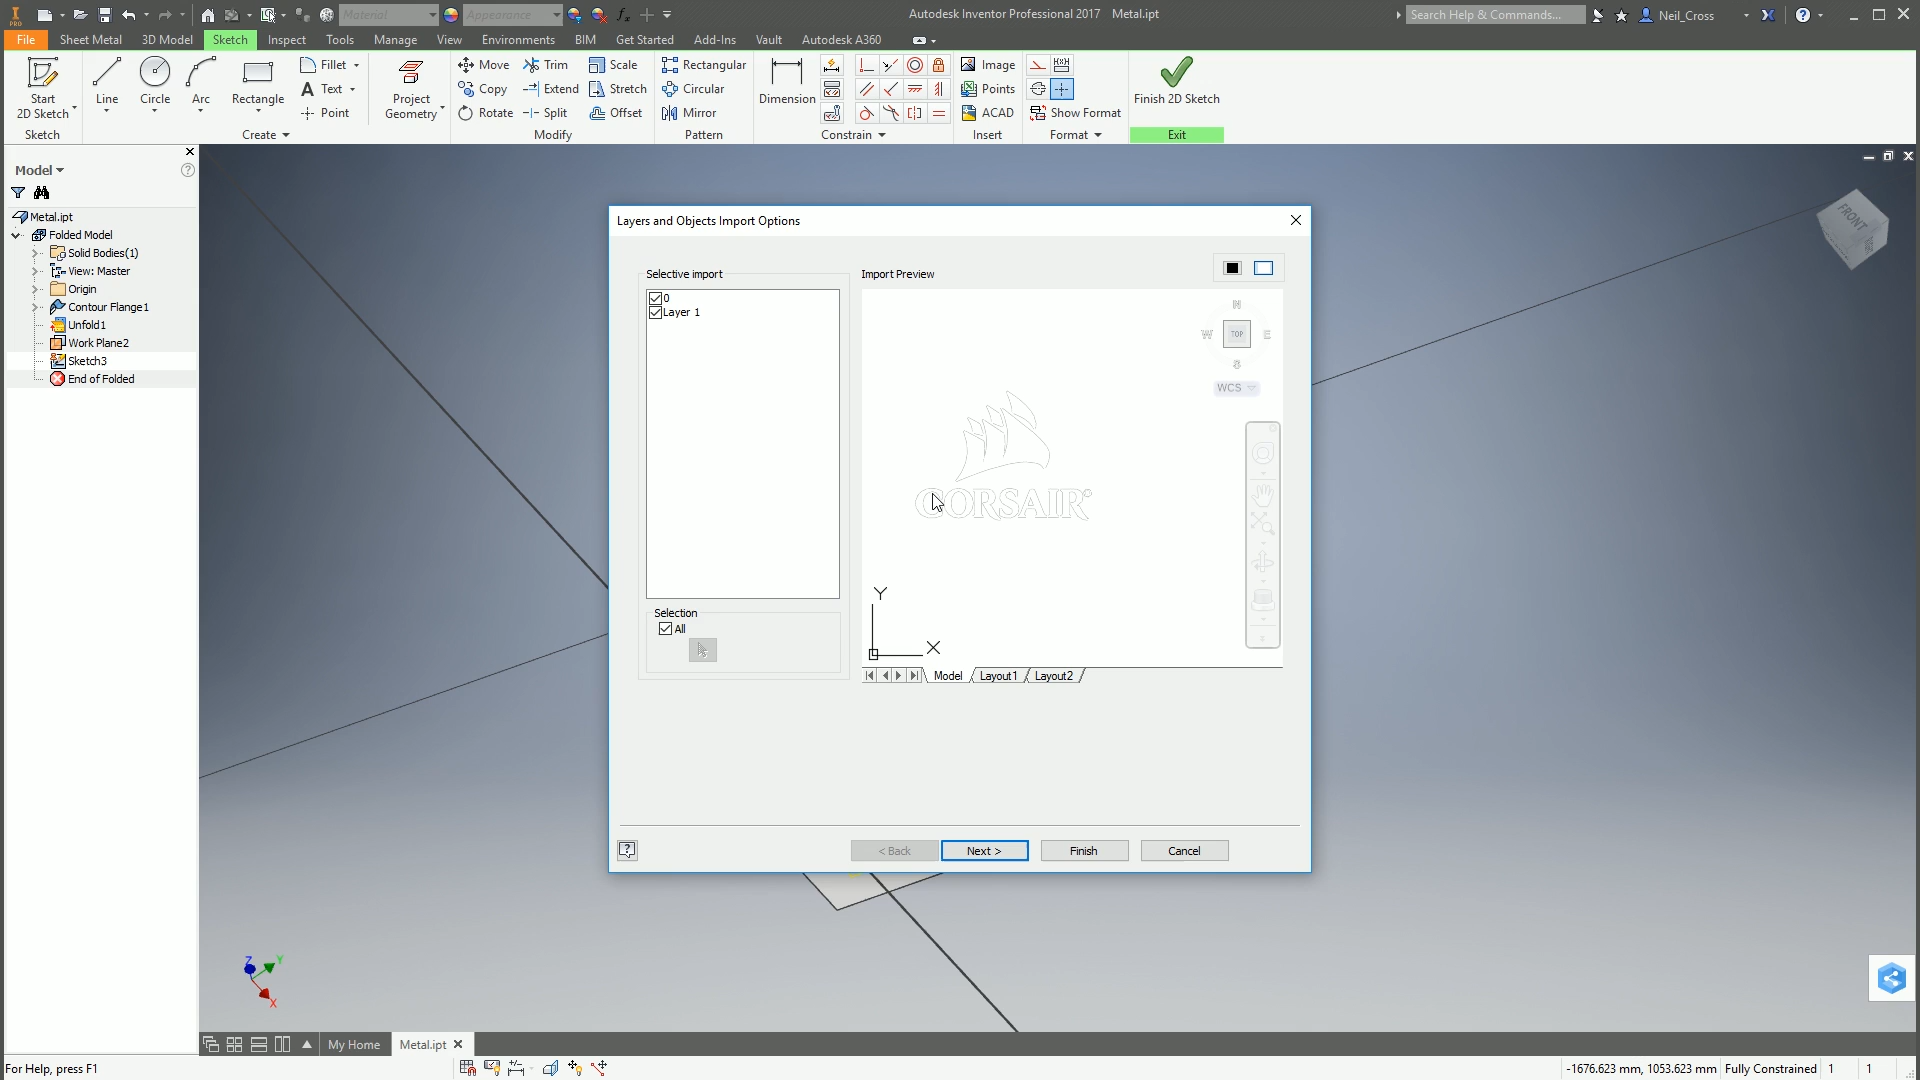 PRO
Material
Appearance
fx
Autodesk Inventor Professional 2017 Metal.ipt
Search Help & Commands...
Neil_Cross
File Sheet Metal 3D Model Sketch Inspect Tools Manage View Environments BIM Get Started Add-Ins Vault Autodesk A360
Start
2D Sketch
Line
Circle
Arc
Rectangle
Fillet
Text
Point
Project
Geometry
Move
Copy
Rotate
Trim
Extend
Split
Scale
Stretch
Offset
Rectangular
Circular
Mirror
Dimension
Image
Points
ACAD
Show Format
Finish 2D Sketch
Sketch Create Modify Pattern Constrain Insert Format Exit
Model
Metal.ipt
Folded Model
Solid Bodies(1)
View: Master
Origin
Contour Flange1
Unfold1
Work Plane2
Sketch3
End of Folded
FRONT
Layers and Objects Import Options
Selective import
0
Layer 1
Selection
All
Import Preview
N
W TOP E
S
WCS
CORSAIR
Y
X
Model Layout1 Layout2
< Back Next > Finish Cancel
Z Y
X
My Home Metal.ipt
For Help, press F1
-1676.623 mm, 1053.623 mm Fully Constrained 1 1